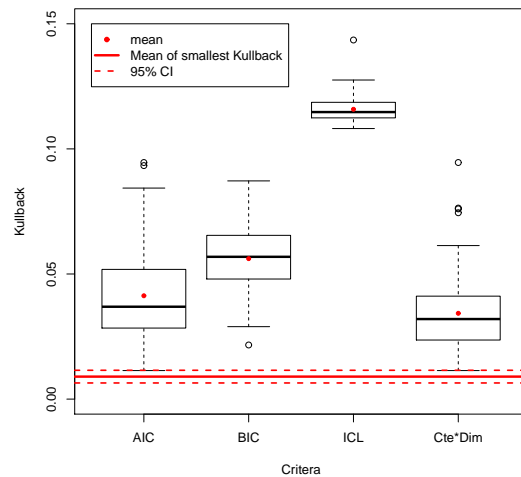 mean
Mean of smallest Kullback
95% CI
Kullback
0.15
0.10
0.05
0.00
AIC
BIC
ICL
Cte*Dim
Critera